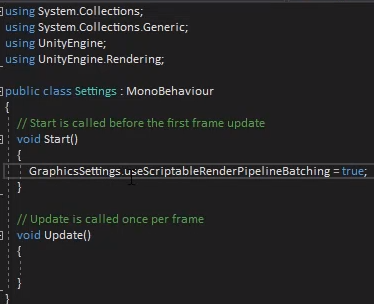 using System.Collections;
using System.Collections.Generic;
using UnityEngine;
using UnityEngine.Rendering;
public class Settings : MonoBehaviour
{
// Start is called before the first frame update
void Start()
{
GraphicsSettings.useScriptableRenderPipelineBatching = true;
}
// Update is called once per frame
void Update()
{
}
}